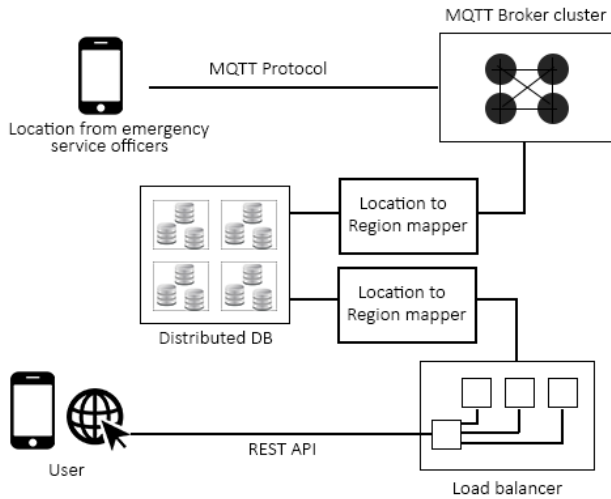 MQTT Broker cluster
MQTT Protocol
Location from emergency
service officers
Location to
Region mapper
Location to
Region mapper
Distributed DB
REST API
User
Load balancer